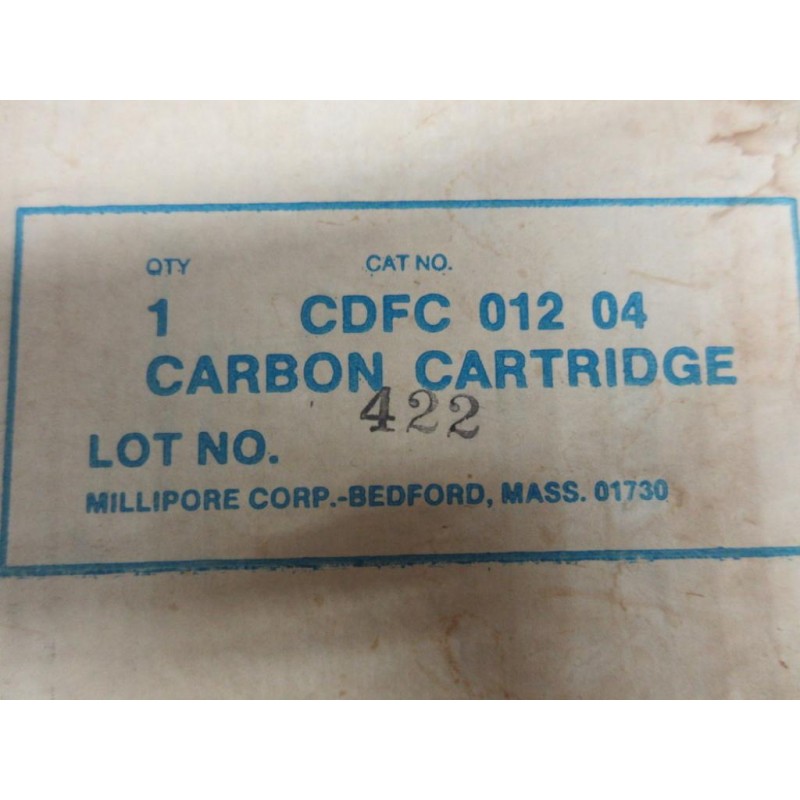 QTY CAT NO.
1 CDFC 012 04
CARBON CARTRIDGE
422
LOT NO.
MILLIPORE CORP.-BEDFORD, MASS. 01730